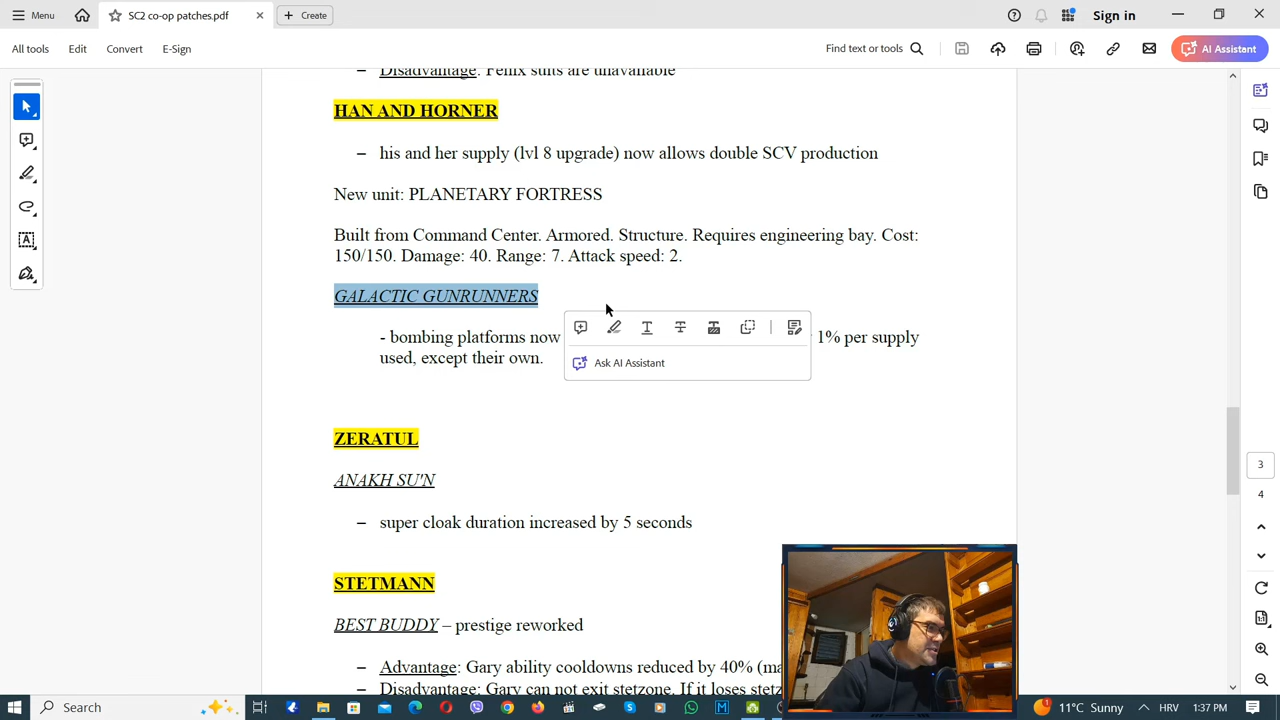 Menu
SC2 co-op patches.pdf
Create
Sign in
All tools
Edit
Convert
E-Sign
Find text or tools
AI Assistant
– Disadvantage: Fenix suits are unavailable
HAN AND HORNER
– his and her supply (lvl 8 upgrade) now allows double SCV production
New unit: PLANETARY FORTRESS
Built from Command Center. Armored. Structure. Requires engineering bay. Cost:
150/150. Damage: 40. Range: 7. Attack speed: 2.
GALACTIC GUNRUNNERS
- bombing platforms now 1% per supply
used, except their own.
Ask AI Assistant
ZERATUL
ANAKH SU'N
– super cloak duration increased by 5 seconds
STETMANN
BEST BUDDY – prestige reworked
– Advantage: Gary ability cooldowns reduced by 40% (ma
– Disadvantage: Gary can not exit stetzone. If it loses stetz
3
4
Search
11°C Sunny
HRV
1:37 PM